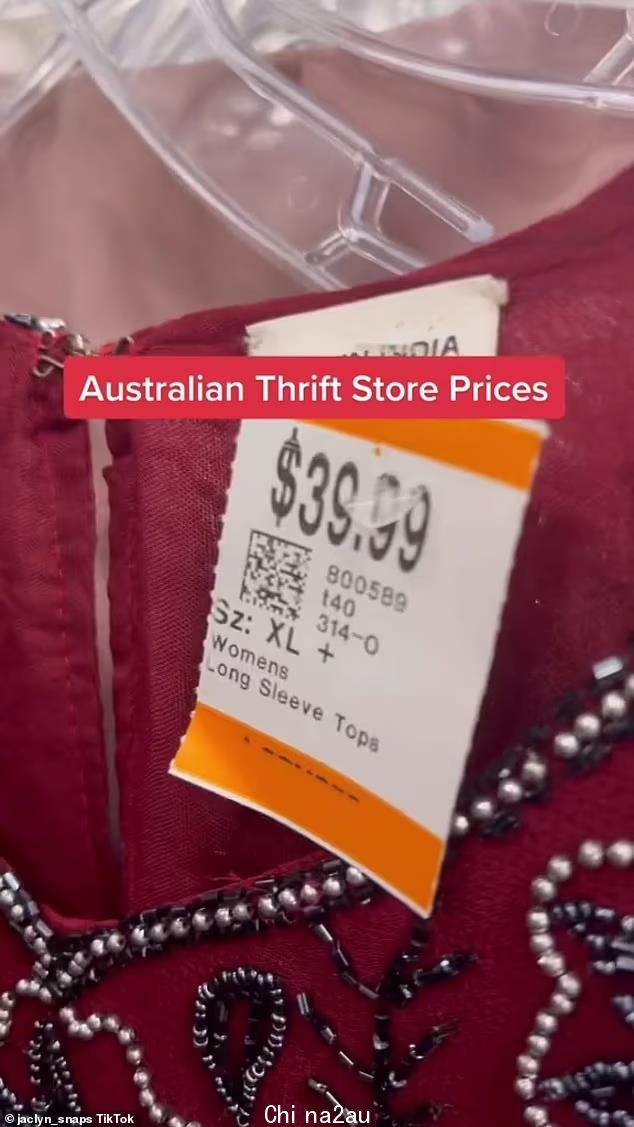 INDIA
Australian Thrift Store Prices
$39.99
800589
t40
314-0
Sz: XL +
Womens
Long Sleeve Tops
©jaclyn_snaps TikTok
Chi na2au